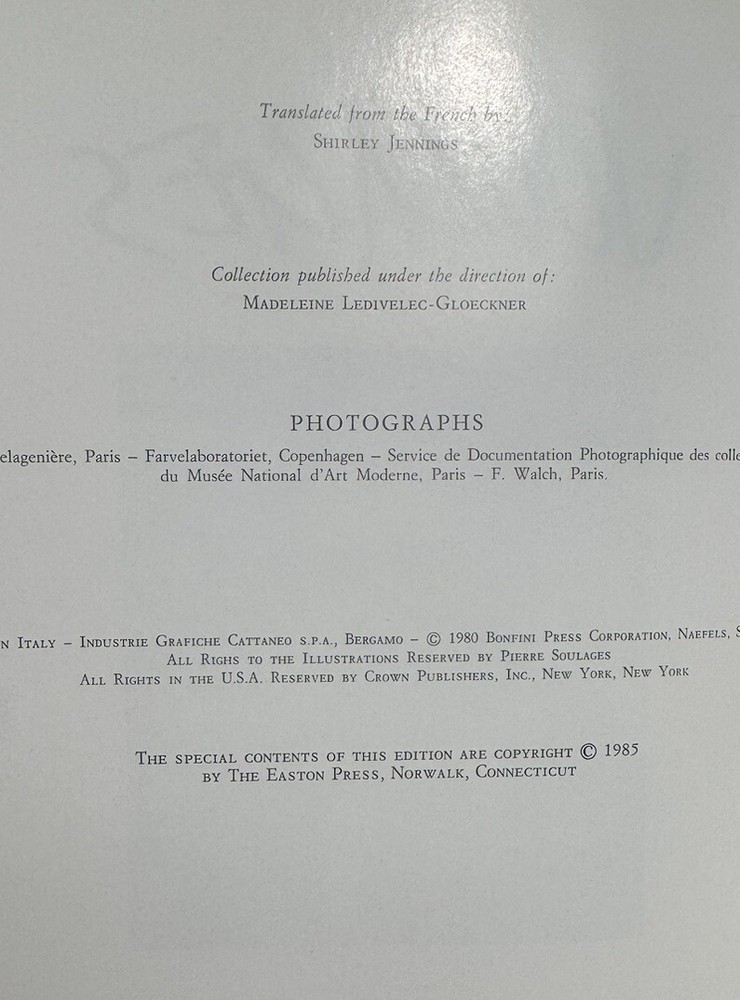 Translated from the French by:
SHIRLEY JENNINGS
Collection published under the direction of:
MADELEINE LEDIVELEC-GLOECKNER
PHOTOGRAPHS
elagenière, Paris – Farvelaboratoriet, Copenhagen – Service de Documentation Photographique des colle
du Musée National d'Art Moderne, Paris – F. Walch, Paris.
N ITALY – INDUSTRIE GRAFICHE CATTANEO S.P.A., BERGAMO – © 1980 BONFINI PRESS CORPORATION, NAEFELS, S
ALL RIGHS TO THE ILLUSTRATIONS RESERVED BY PIERRE SOULAGES
ALL RIGHTS IN THE U.S.A. RESERVED BY CROWN PUBLISHERS, INC., NEW YORK, NEW YORK
THE SPECIAL CONTENTS OF THIS EDITION ARE COPYRIGHT © 1985
BY THE EASTON PRESS, NORWALK, CONNECTICUT